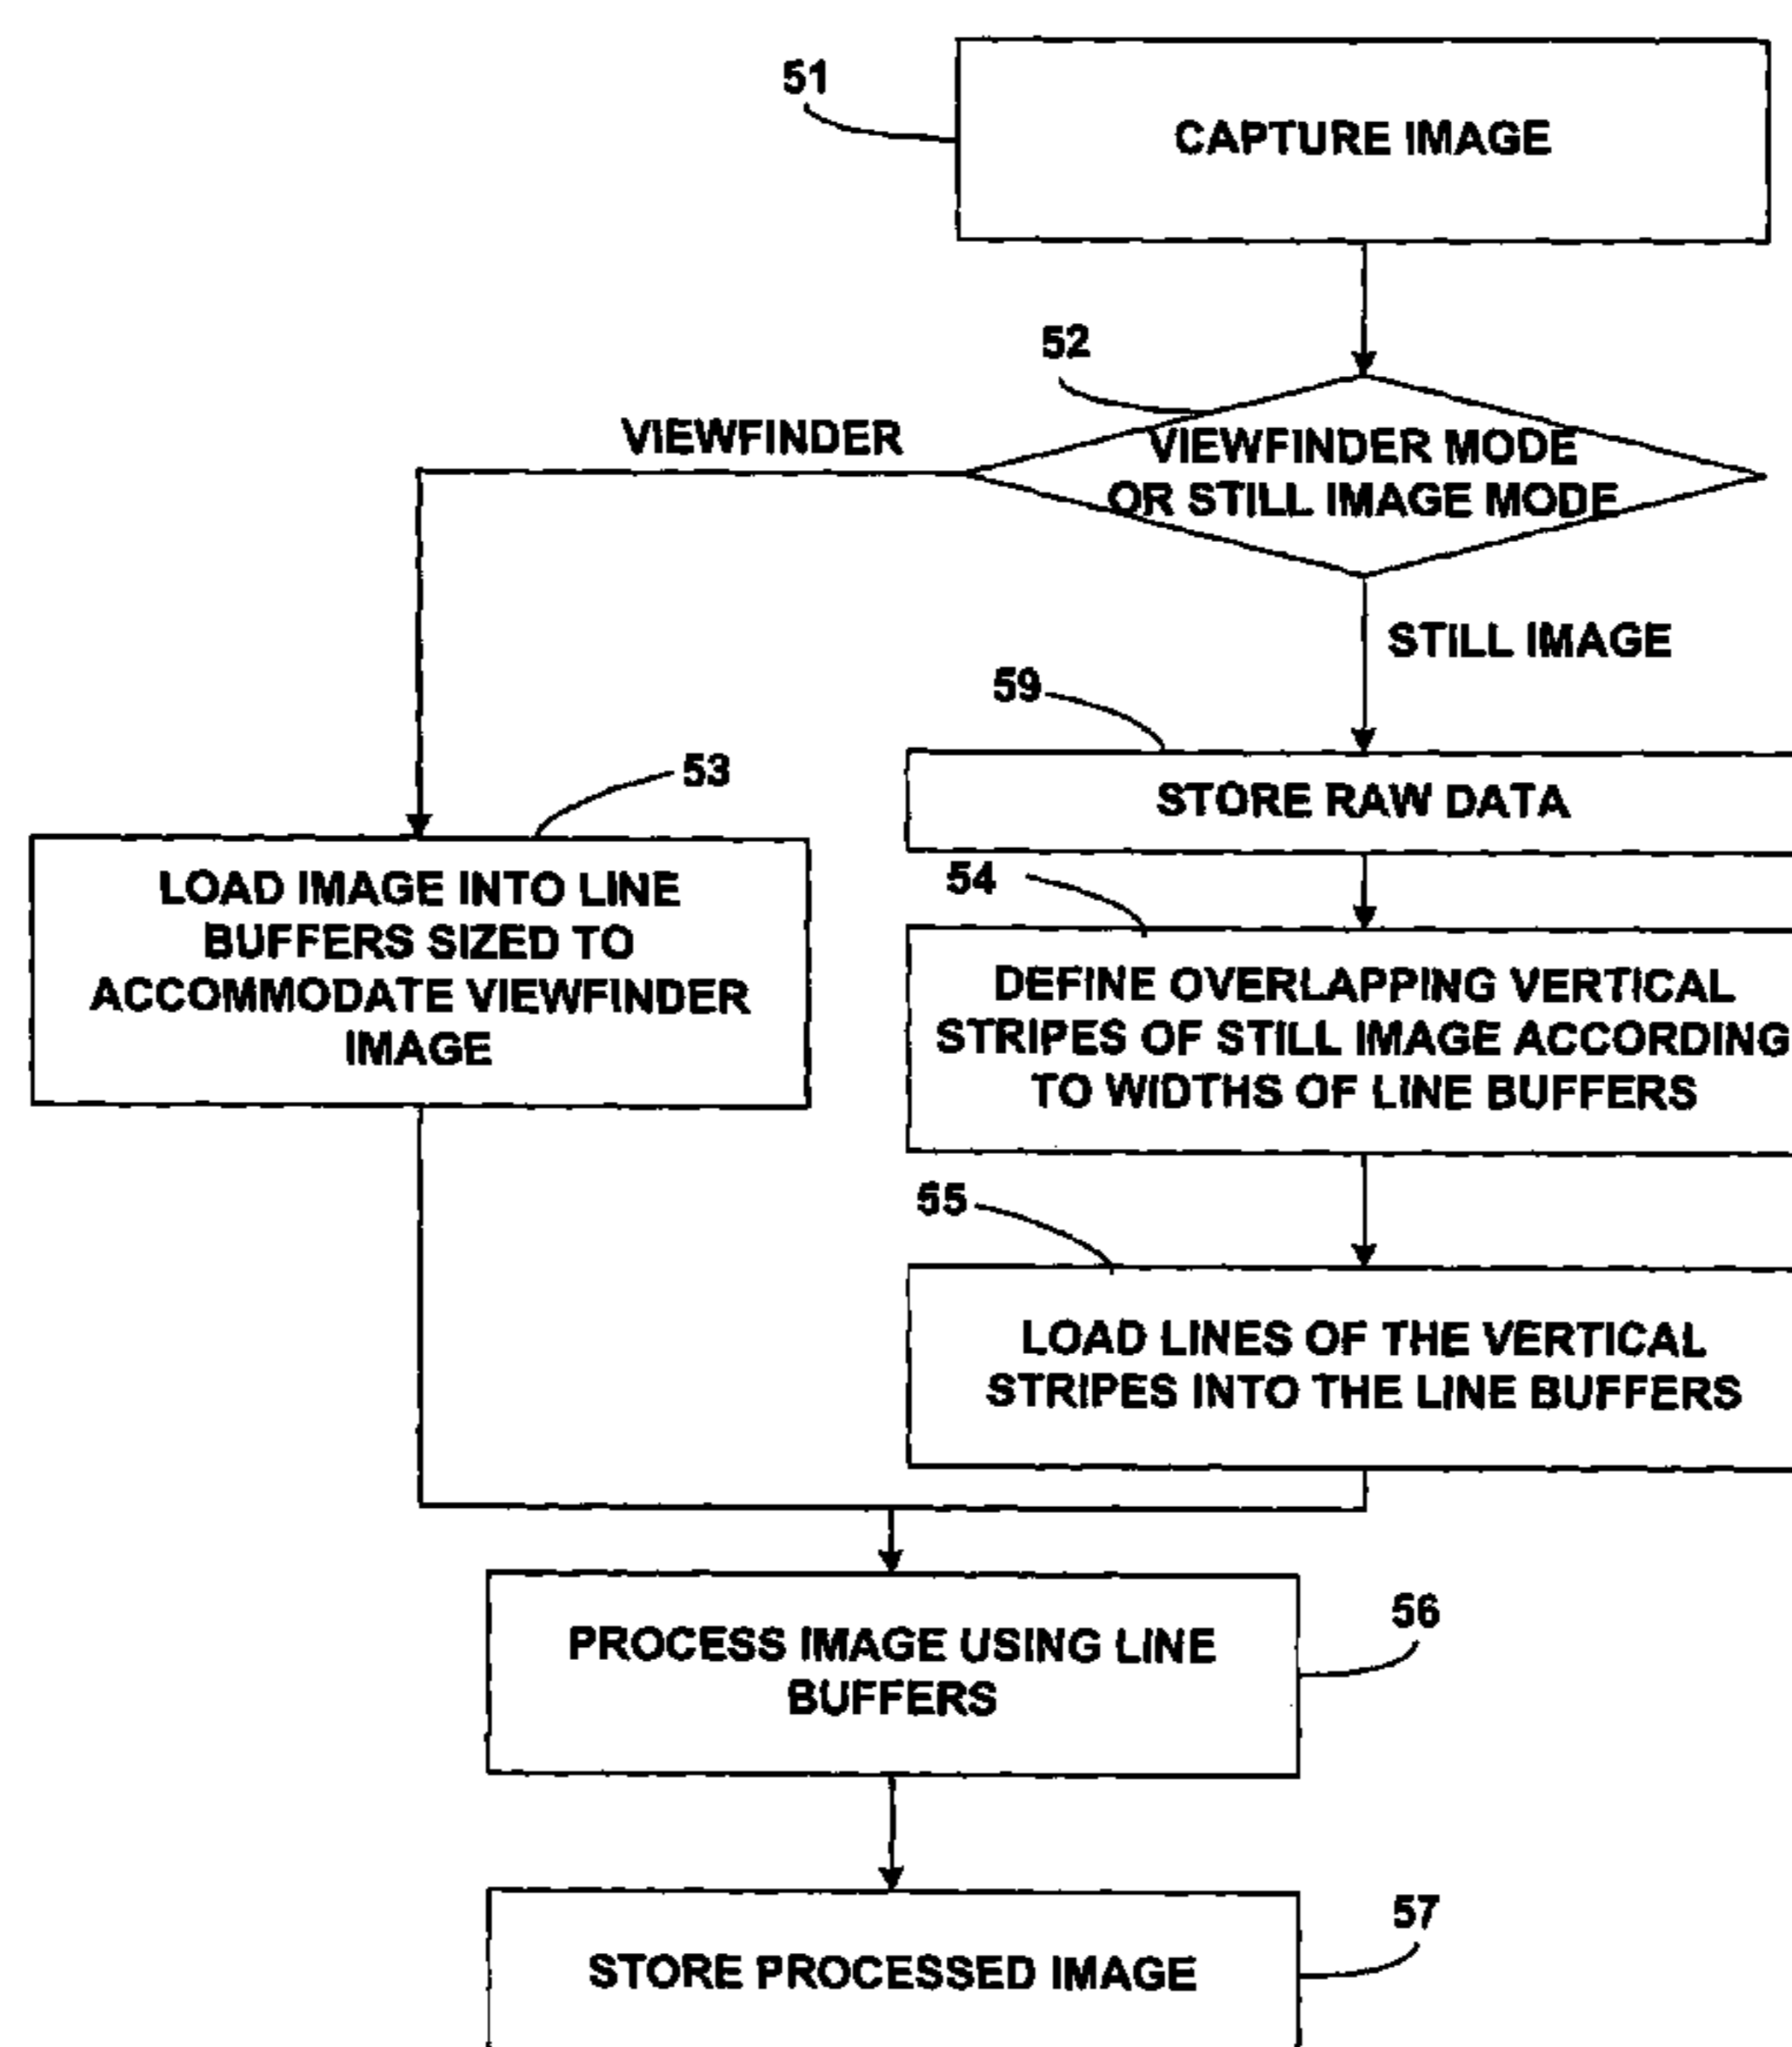 51
CAPTURE IMAGE
52
VIEWFINDER
VIEWFINDER MODE
OR STILL IMAGE MODE
STILL IMAGE
59
STORE RAW DATA
53
LOAD IMAGE INTO LINE
BUFFERS SIZED TO
ACCOMMODATE VIEWFINDER
IMAGE
54
DEFINE OVERLAPPING VERTICAL
STRIPES OF STILL IMAGE ACCORDING
TO WIDTHS OF LINE BUFFERS
55
LOAD LINES OF THE VERTICAL
STRIPES INTO THE LINE BUFFERS
PROCESS IMAGE USING LINE
BUFFERS
56
STORE PROCESSED IMAGE
57